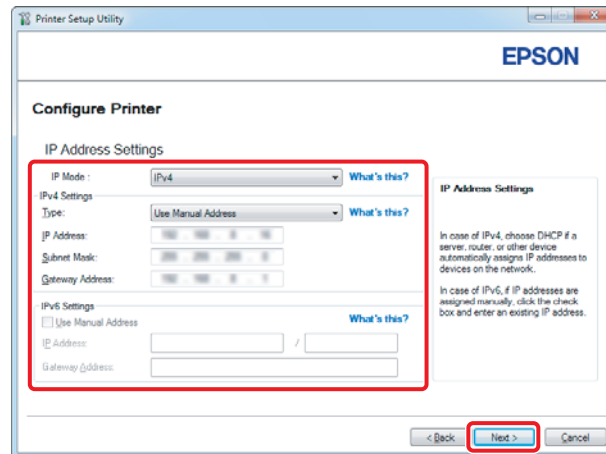 Printer Setup Utility
EPSON
Configure Printer
IP Address Settings
IP Mode : IPv4 What's this?
IPv4 Settings
Type: Use Manual Address What's this?
IP Address:
Subnet Mask:
Gateway Address:
IPv6 Settings
Use Manual Address What's this?
IP Address: /
Gateway Address:
IP Address Settings
In case of IPv4, choose DHCP if a
server, router, or other device
automatically assigns IP addresses to
devices on the network.
In case of IPv6, if IP addresses are
assigned manually, click the check
box and enter an existing IP address.
< Back Next > Cancel